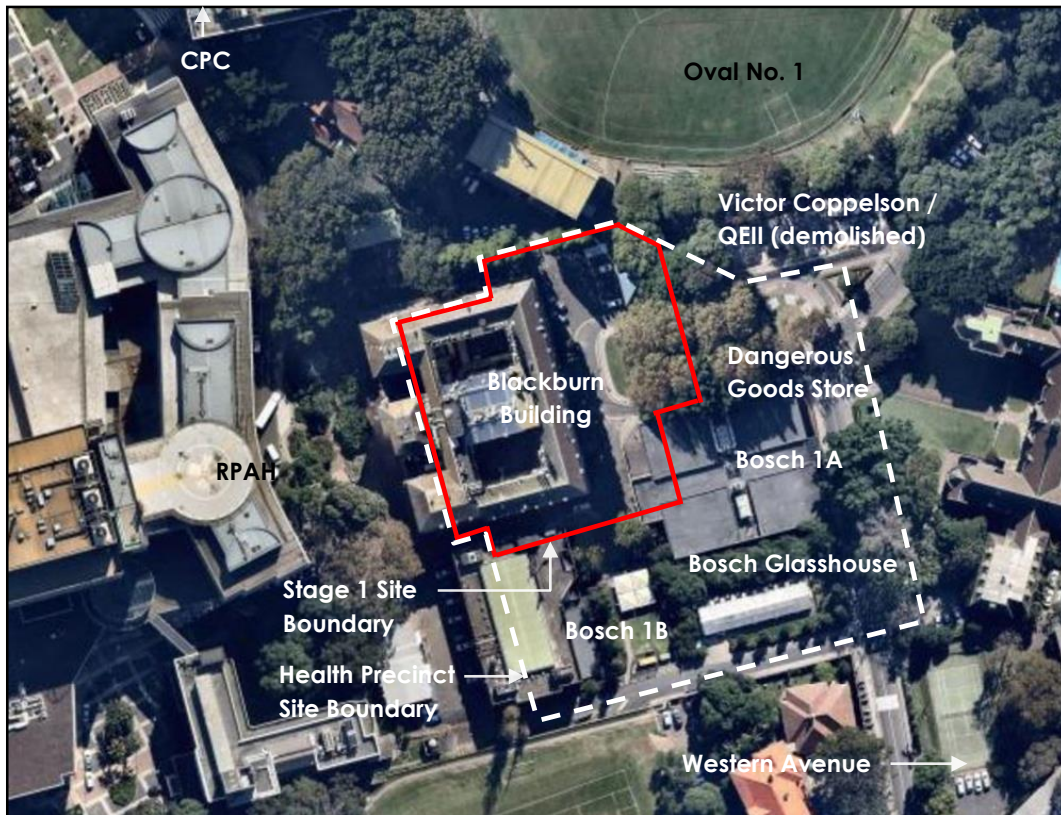 CPC
Oval No. 1
Victor Coppelson /
QEII (demolished)
Dangerous
Goods Store
Blackburn
Building
Bosch 1A
RPAH
Bosch Glasshouse
Stage 1 Site
Boundary
Bosch 1B
Health Precinct
Site Boundary
Western Avenue